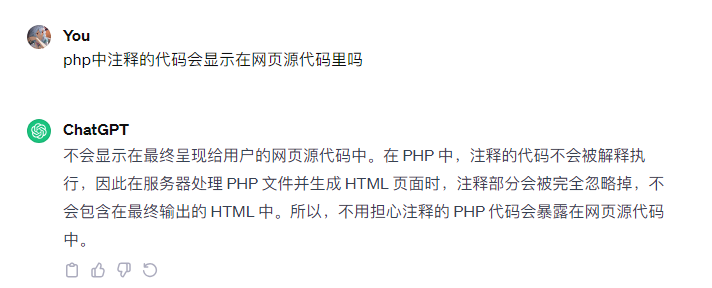 You
php中注释的代码会显示在网页源代码里吗
ChatGPT
不会显示在最终呈现给用户的网页源代码中。在 PHP 中，注释的代码不会被解释执
行，因此在服务器处理 PHP 文件并生成 HTML 页面时，注释部分会被完全忽略掉，不
会包含在最终输出的 HTML 中。所以，不用担心注释的 PHP 代码会暴露在网页源代码
中。